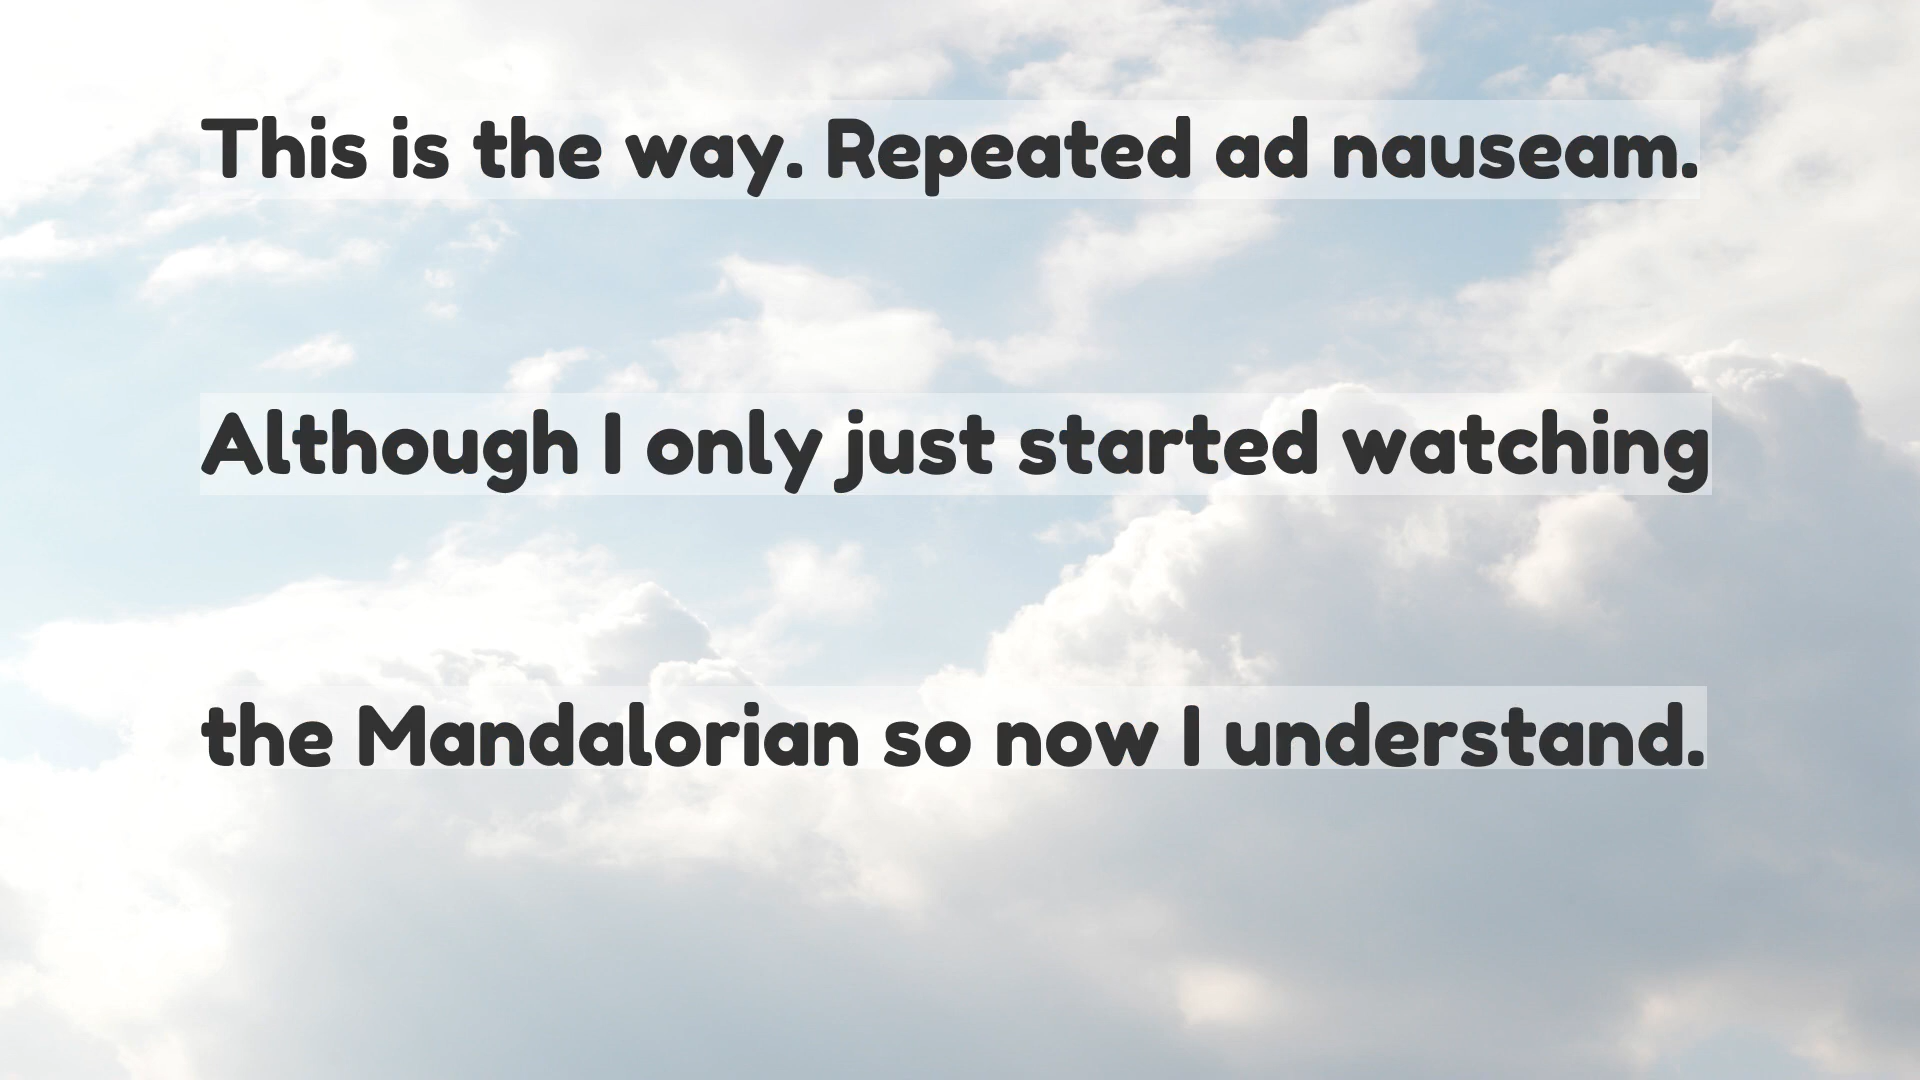 This is the way. Repeated ad nauseam.
Although I only just started watching
the Mandalorian so now I understand.